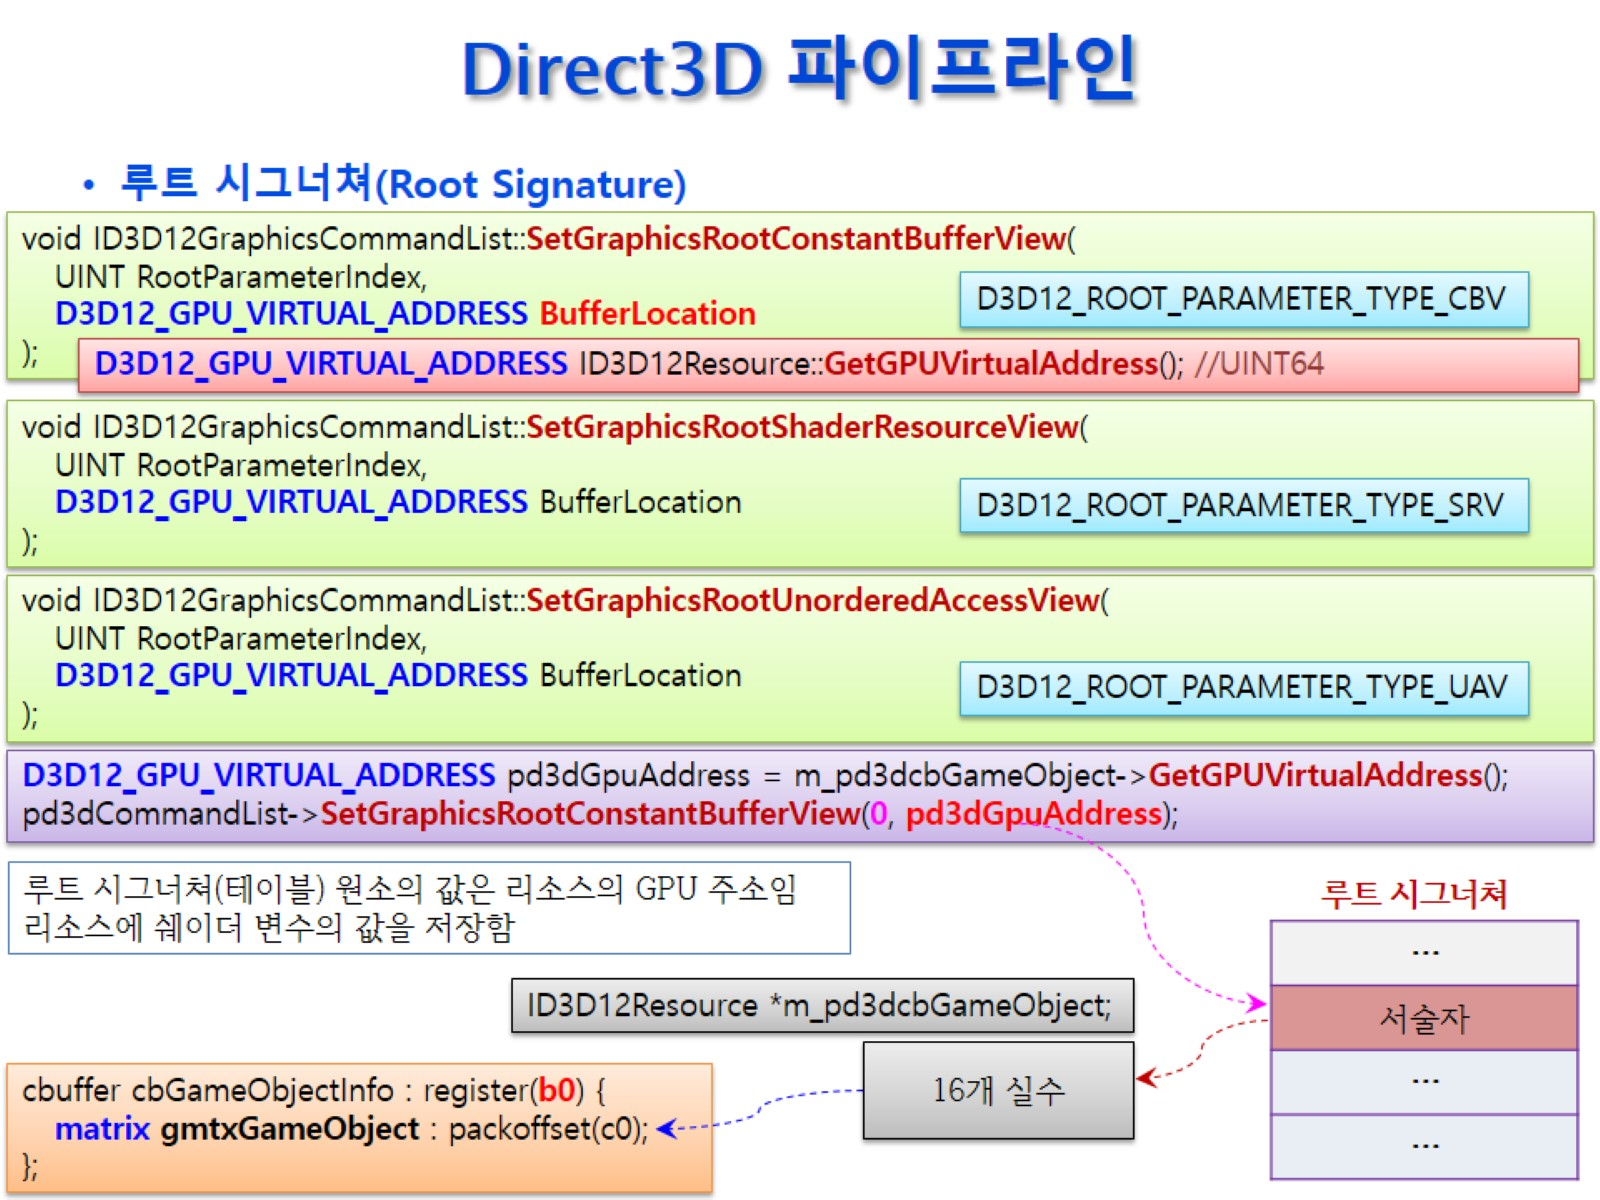 Direct3D 파이프라인
• 루트 시그너쳐(Root Signature)
void ID3D12GraphicsCommandList::SetGraphicsRootConstantBufferView(
UINT RootParameterIndex,
D3D12_GPU_VIRTUAL_ADDRESS BufferLocation
);
D3D12_ROOT_PARAMETER_TYPE_CBV
D3D12_GPU_VIRTUAL_ADDRESS ID3D12Resource::GetGPUVirtualAddress(); //UINT64
void ID3D12GraphicsCommandList::SetGraphicsRootShaderResourceView(
UINT RootParameterIndex,
D3D12_GPU_VIRTUAL_ADDRESS BufferLocation
);
D3D12_ROOT_PARAMETER_TYPE_SRV
void ID3D12GraphicsCommandList::SetGraphicsRootUnorderedAccessView(
UINT RootParameterIndex,
D3D12_GPU_VIRTUAL_ADDRESS BufferLocation
);
D3D12_ROOT_PARAMETER_TYPE_UAV
D3D12_GPU_VIRTUAL_ADDRESS pd3dGpuAddress = m_pd3dcbGameObject->GetGPUVirtualAddress();
pd3dCommandList->SetGraphicsRootConstantBufferView(0, pd3dGpuAddress);
루트 시그너쳐(테이블) 원소의 값은 리소스의 GPU 주소임
리소스에 쉐이더 변수의 값을 저장함
루트 시그너쳐
...
서술자
...
...
ID3D12Resource *m_pd3dcbGameObject;
16개 실수
cbuffer cbGameObjectInfo : register(b0) {
matrix gmtxGameObject : packoffset(c0);
};